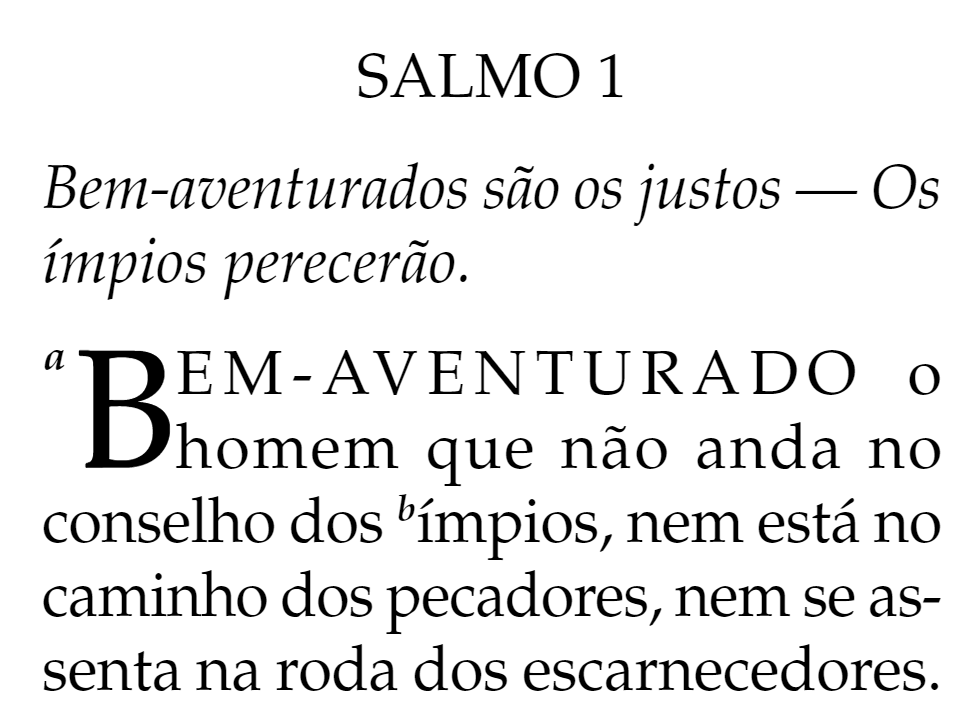 SALMO 1
Bem-aventurados são os justos — Os
ímpios perecerão.
a BEM-AVENTURADO o
homem que não anda no
conselho dos bímpios, nem está no
caminho dos pecadores, nem se as-
senta na roda dos escarnecedores.